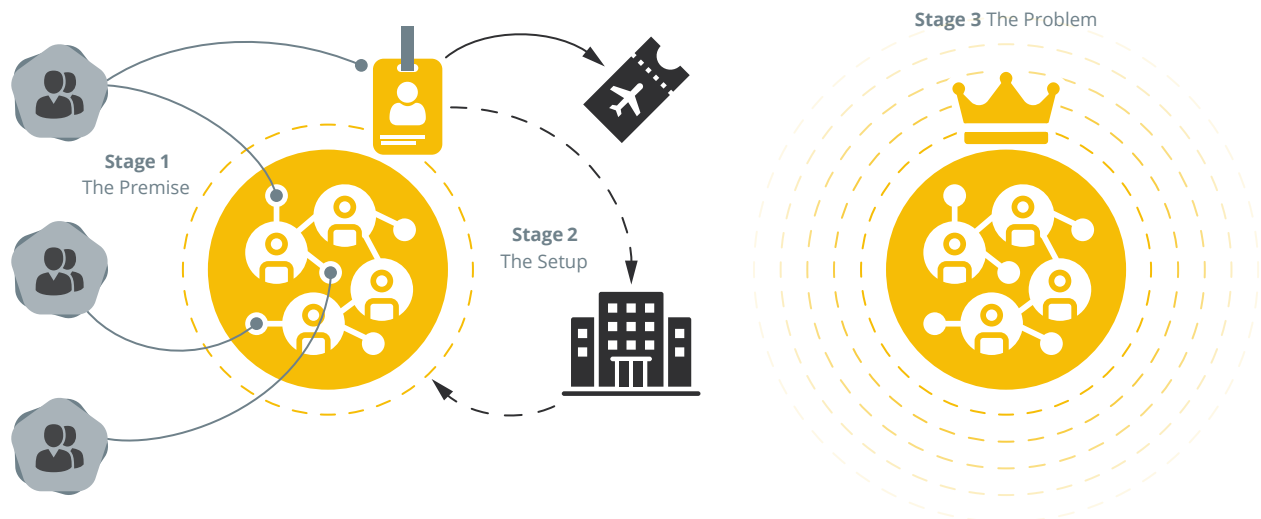 Stage 3 The Problem
Stage 1
The Premise
Stage 2
The Setup